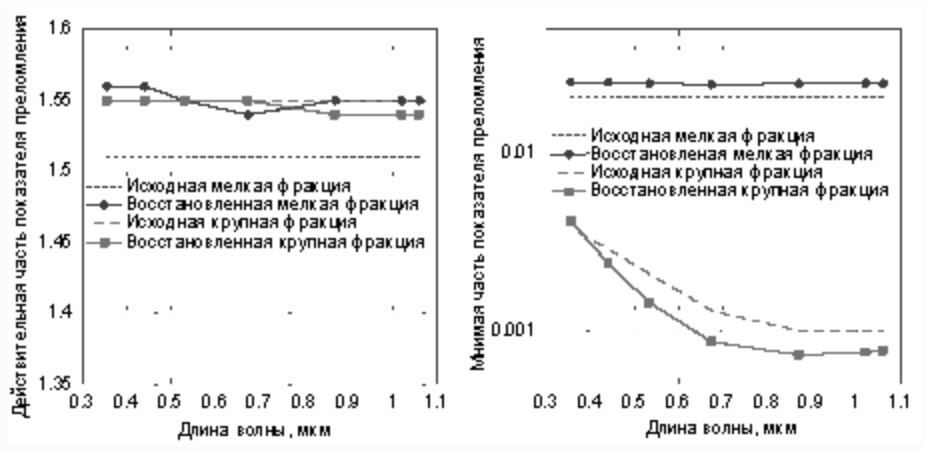 Действительная часть показателя преломления
1.6
1.55
1.5
1.45
1.4
1.35
Исходная мелкая фракция
Восстановленная мелкая фракция
Исходная крупная фракция
Восстановленная крупная фракция
0.3 0.4 0.5 0.6 0.7 0.8 0.9 1 1.1
Длина волны, мкм
Мнимая часть показателя преломления
0.01
0.001
Исходная мелкая фракция
Восстановленая мелкая фракция
Исходная крупная фракция
Восстановленная крупная фракция
0.3 0.4 0.5 0.6 0.7 0.8 0.9 1 1.1
Длина волны, мкм